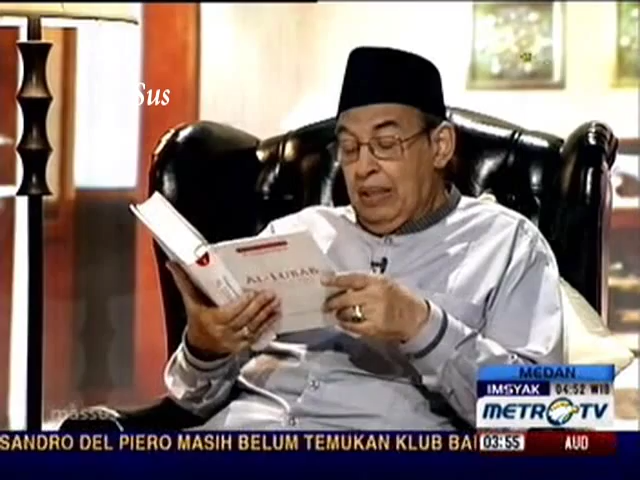 Sus
AL-LUBAB
MEDAN
IMSYAK 04:52 WIB
METRO TV
massus
SANDRO DEL PIERO MASIH BELUM TEMUKAN KLUB BA
03:55 AUD